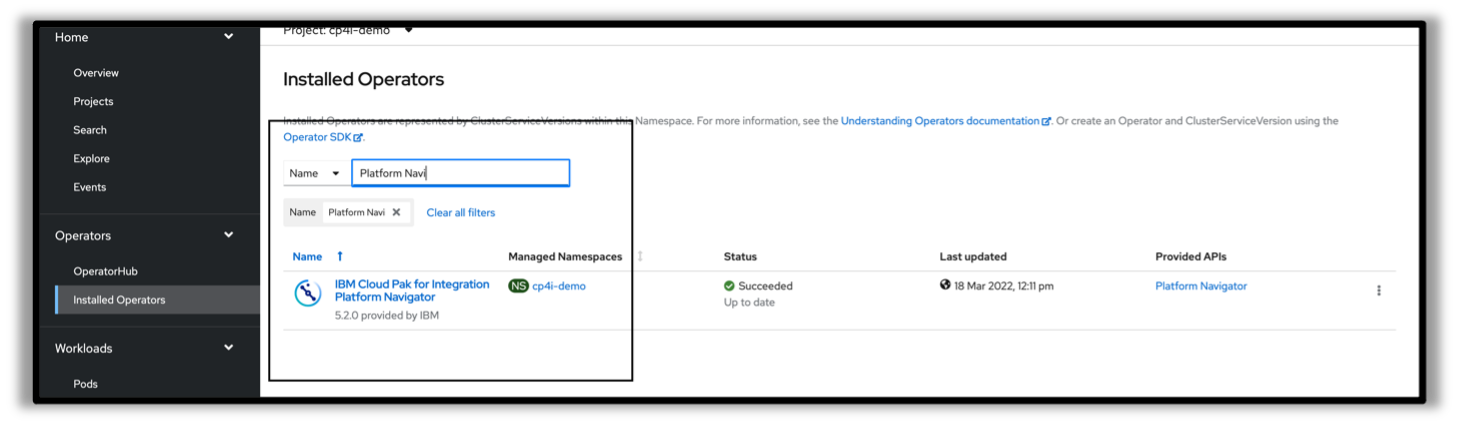 Home
Overview
Projects
Search
Explore
Events
Operators
OperatorHub
Installed Operators
Workloads
Pods
Project: cp4i-demo
Installed Operators
Installed Operators are represented by ClusterServiceVersions within this Namespace. For more information, see the Understanding Operators documentation. Or create an Operator and ClusterServiceVersion using the
Operator SDK.
Name Platform Navi
Name Platform Navi Clear all filters
Name Managed Namespaces Status Last updated Provided APIs
IBM Cloud Pak for Integration NS cp4i-demo Succeeded 18 Mar 2022, 12:11 pm Platform Navigator
Platform Navigator Up to date
5.2.0 provided by IBM